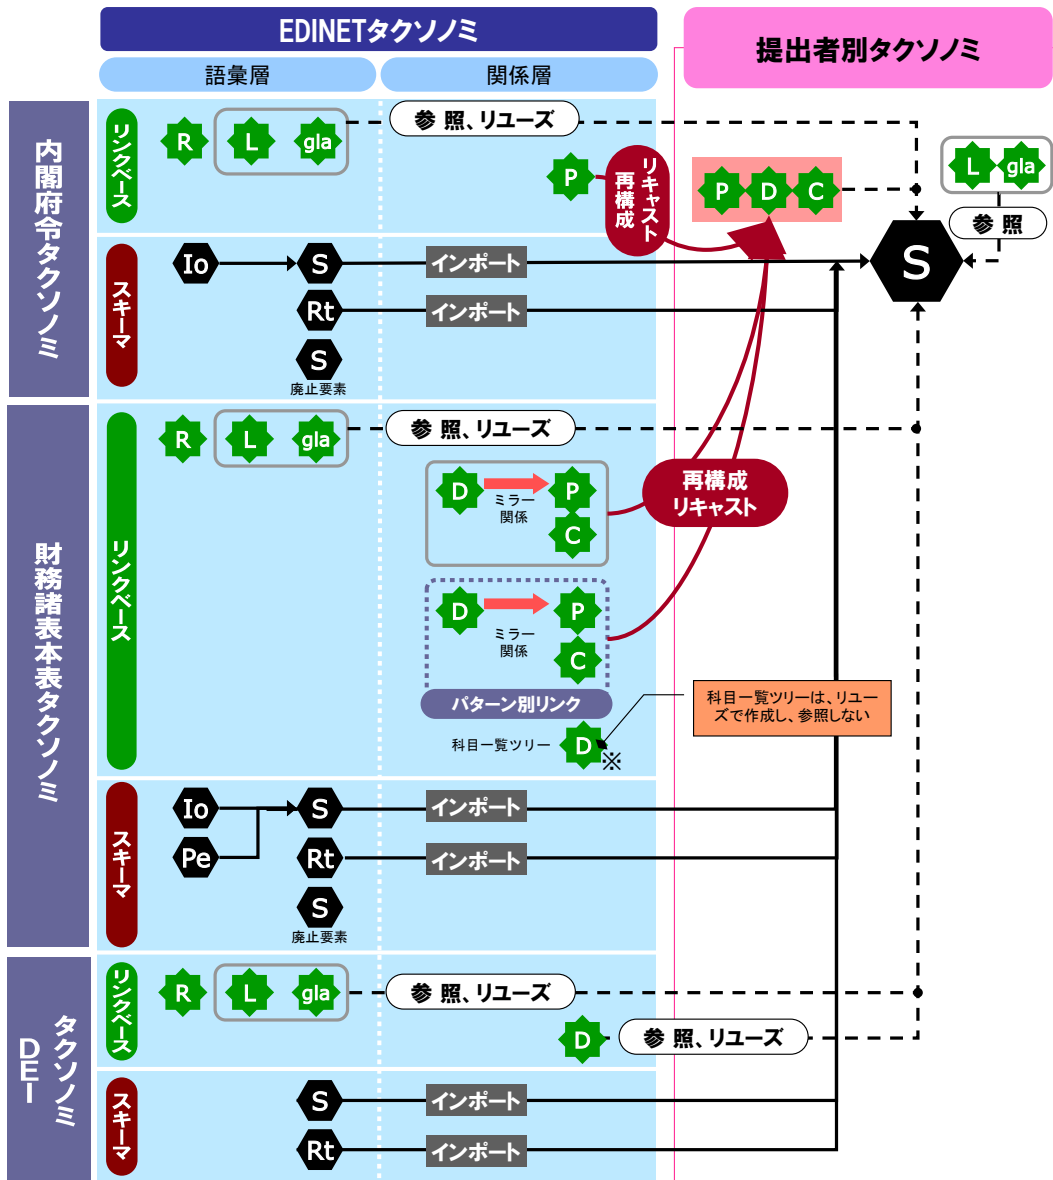 EDINETタクソノミ
提出者別タクソノミ
語彙層
関係層
内閣府令タクソノミ
リンクベース
R
L
gla
参 照、リユーズ
P
リキャスト
再構成
P
D
C
L
gla
参 照
S
スキーマ
Io
S
インポート
Rt
インポート
S
廃止要素
財務諸表本表タクソノミ
リンクベース
R
L
gla
参 照、リユーズ
D
ミラー
関係
P
C
再構成
リキャスト
D
ミラー
関係
P
C
パターン別リンク
科目一覧ツリー
D
※
科目一覧ツリーは、リユー
ズで作成し、参照しない
スキーマ
Io
S
インポート
Pe
Rt
インポート
S
廃止要素
タクソノミ
DEI
リンクベース
R
L
gla
参 照、リユーズ
D
参 照、リユーズ
スキーマ
S
インポート
Rt
インポート